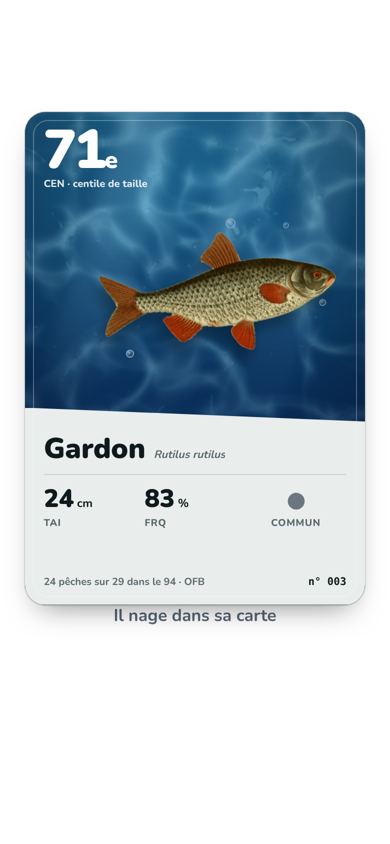 71e
CEN · centile de taille
Gardon Rutilus rutilus
24 cm 83 %
TAI FRQ COMMUN
24 pêches sur 29 dans le 94 · OFB n° 003
Il nage dans sa carte